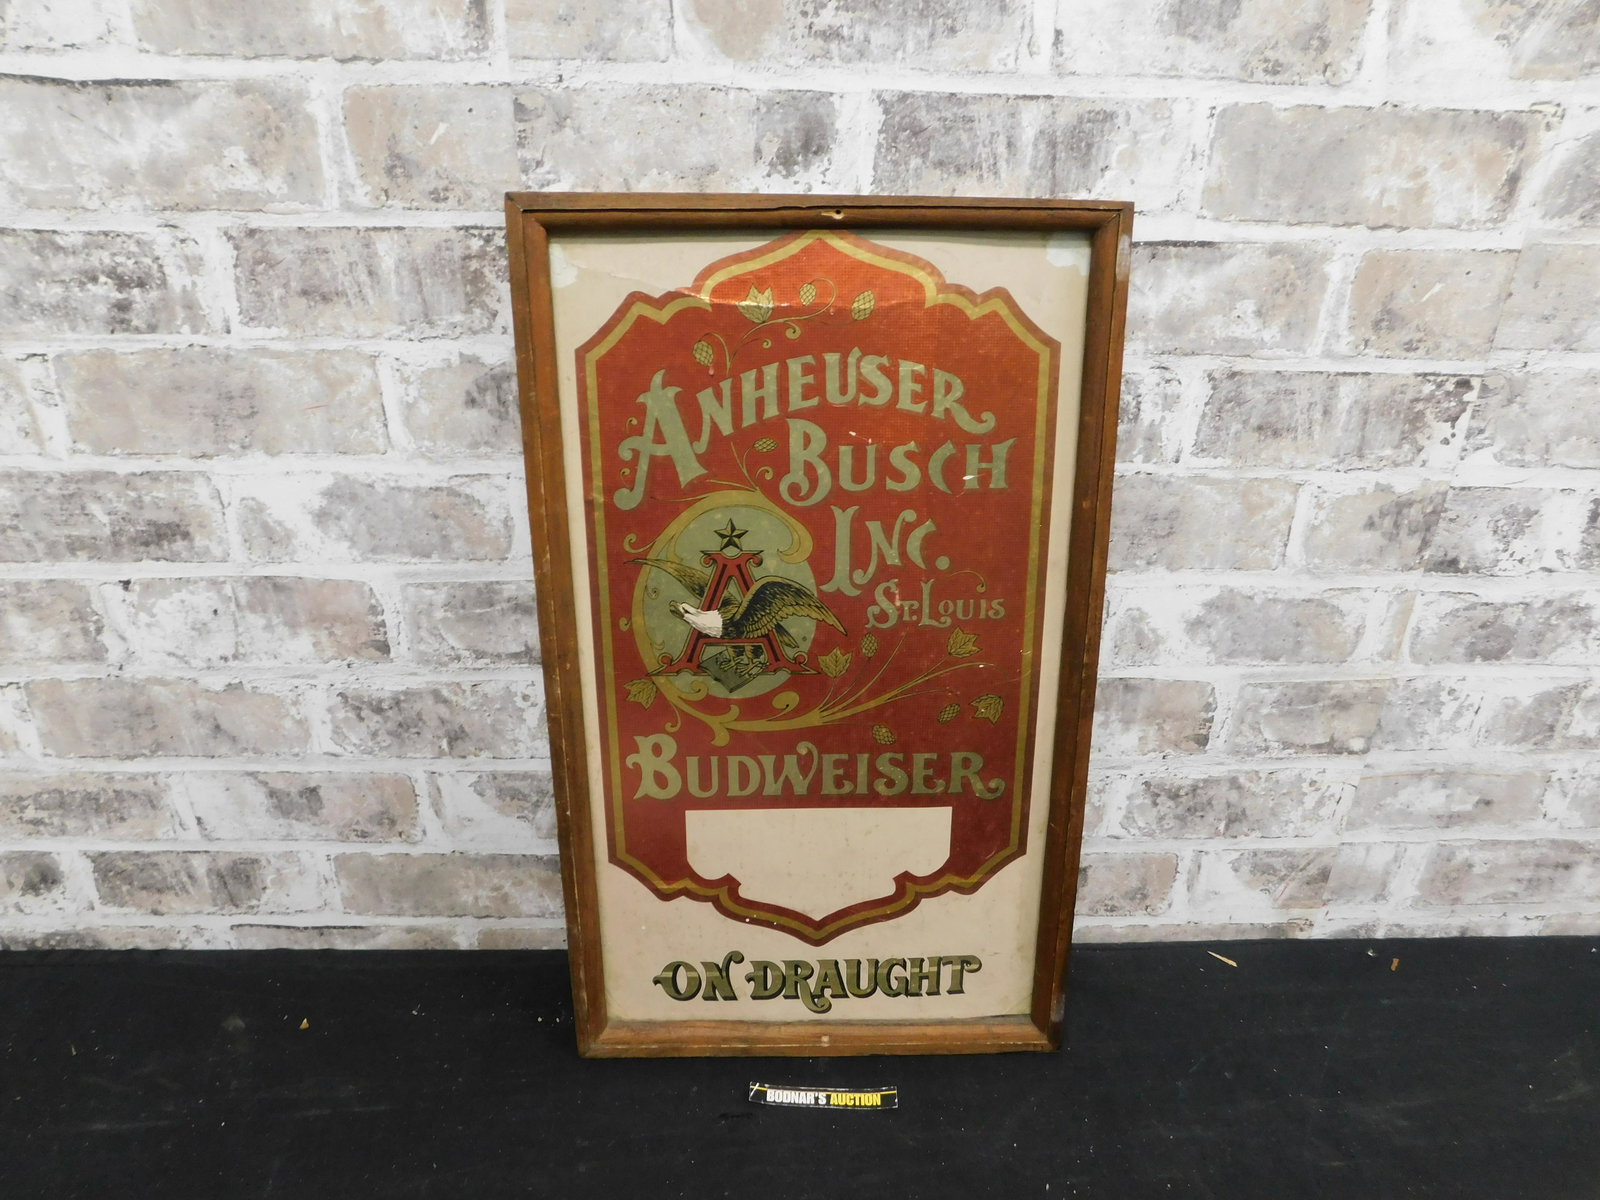 ANHEUSER
BUSCH
INC.
ST. LOUIS
A
BUDWEISER
ON DRAUGHT
BODNAR'S AUCTION